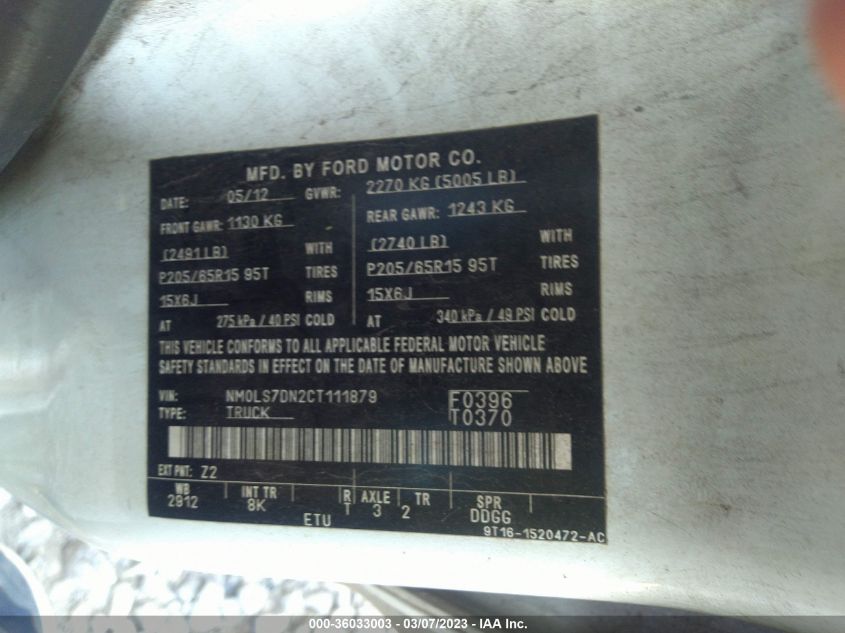 MFD. BY FORD MOTOR CO.
DATE: 05/12 GVWR: 2270 KG (5005 LB)
FRONT GAWR: 1130 KG REAR GAWR: 1243 KG
(2491 LB) WITH (2740 LB) WITH
P205/65R15 95T TIRES P205/65R15 95T TIRES
15X6J RIMS 15X6J RIMS
AT 275 kPa / 40 PSI COLD AT 340 kPa / 49 PSI COLD
THIS VEHICLE CONFORMS TO ALL APPLICABLE FEDERAL MOTOR VEHICLE
SAFETY STANDARDS IN EFFECT ON THE DATE OF MANUFACTURE SHOWN ABOVE
VIN: NM0LS7DN2CT111879 F0396
TYPE: TRUCK T0370
EXT PNT: Z2
WB INT TR R AXLE TR SPR
2912 8K T 3 2 DDGG
ETU 9T16-1520472-AC
000-36033003 - 03/07/2023 - IAA Inc.